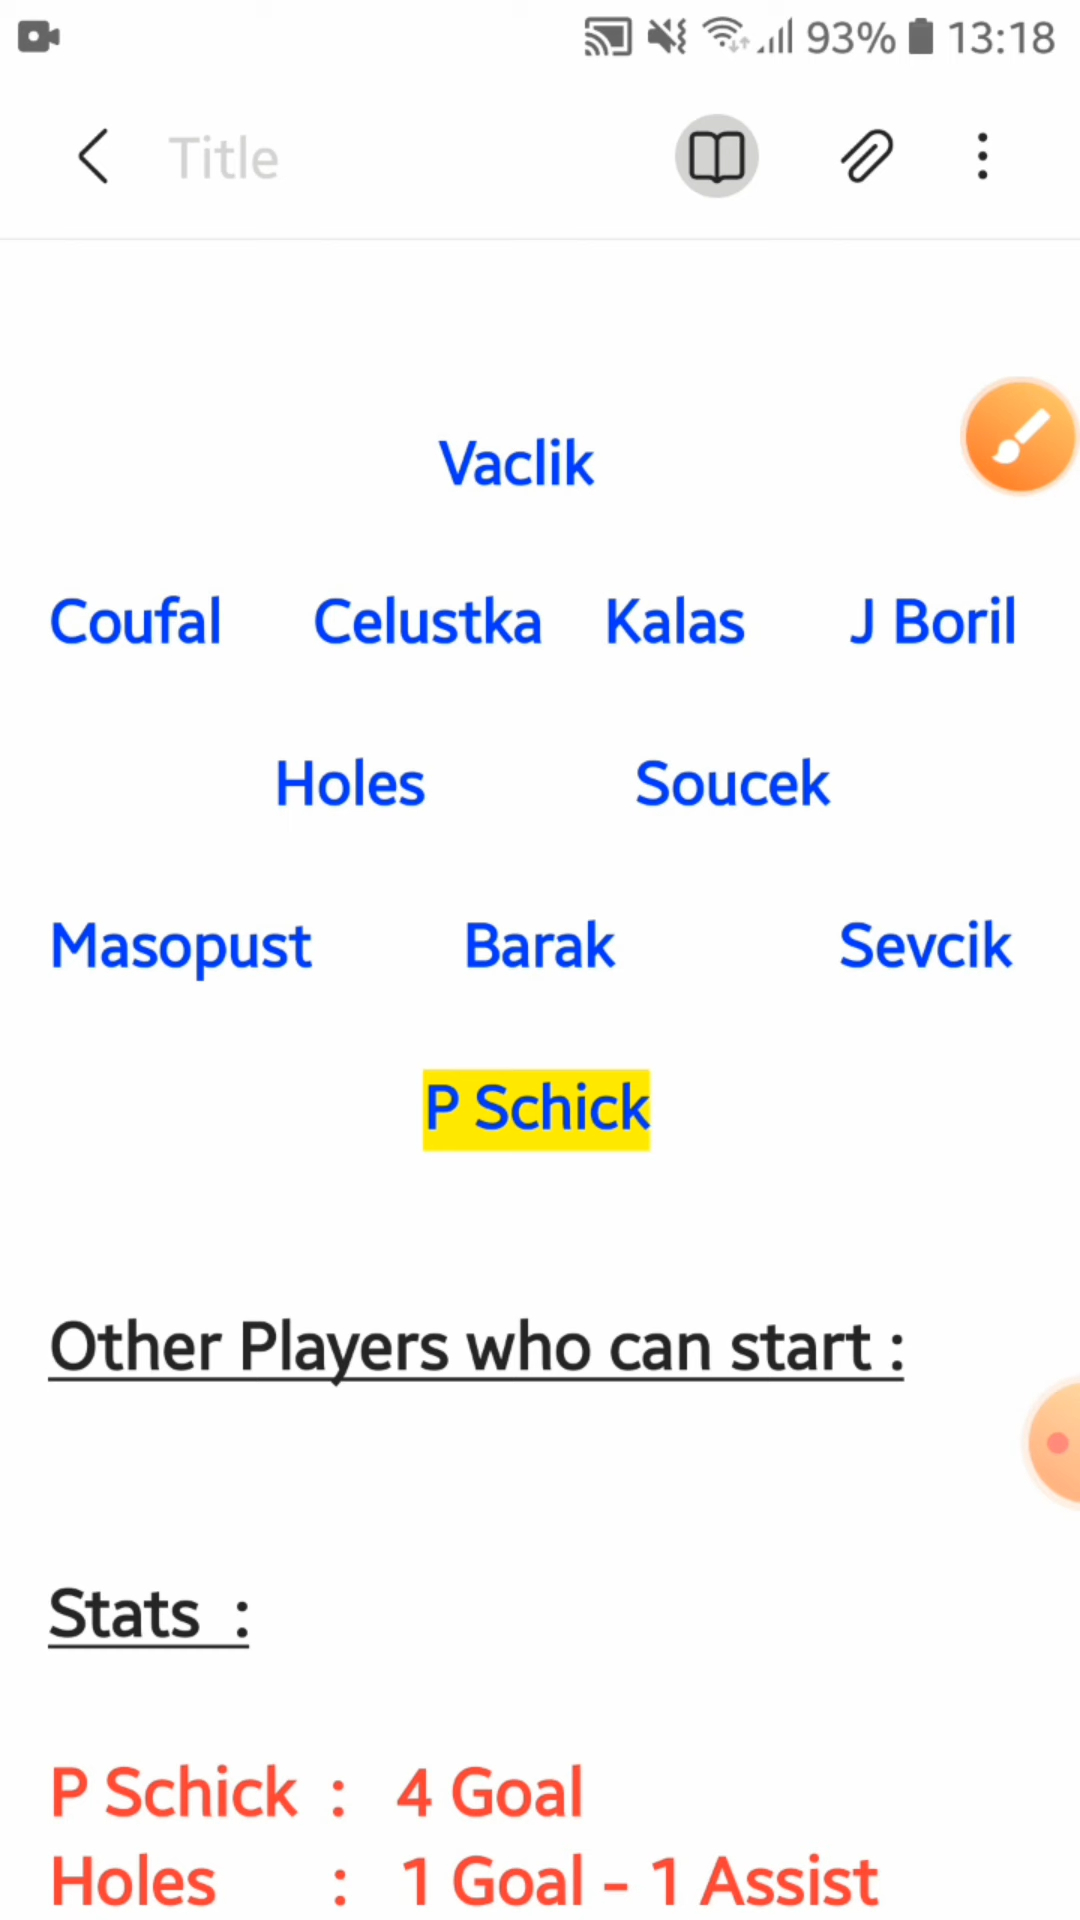 93% 13:18
Title
Vaclik
Coufal Celustka Kalas J Boril
Holes Soucek
Masopust Barak Sevcik
P Schick
Other Players who can start :
Stats :
P Schick : 4 Goal
Holes : 1 Goal - 1 Assist